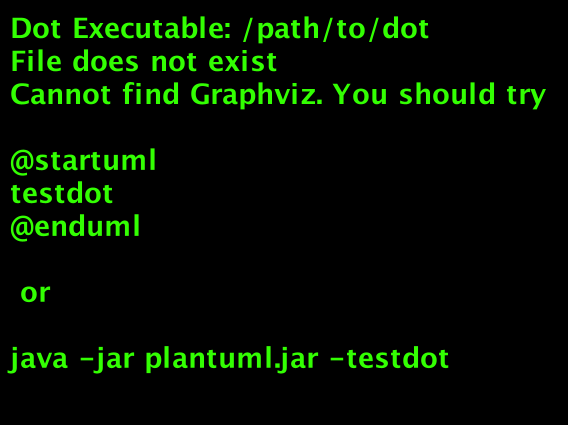 Dot Executable: /path/to/dot
File does not exist
Cannot find Graphviz. You should try
@startuml
testdot
@enduml
or
java -jar plantuml.jar -testdot